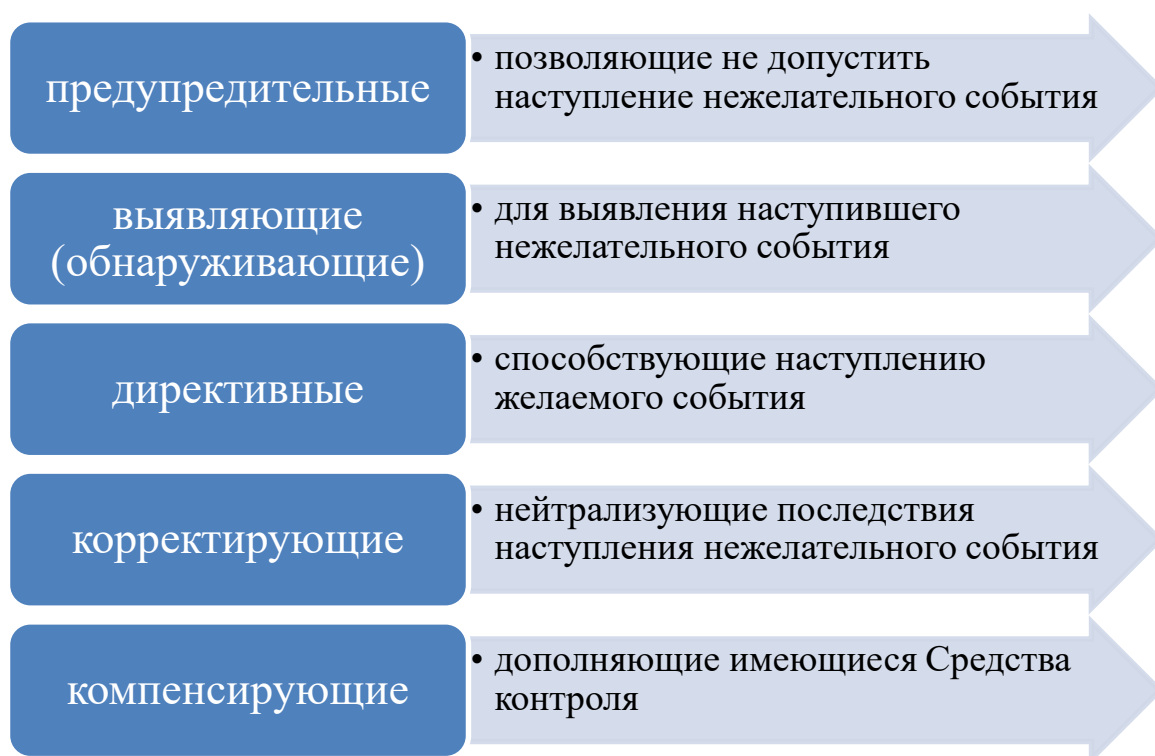 предупредительные
• позволяющие не допустить
наступление нежелательного события
выявляющие
(обнаруживающие)
• для выявления наступившего
нежелательного события
директивные
• способствующие наступлению
желаемого события
корректирующие
• нейтрализующие последствия
наступления нежелательного события
компенсирующие
• дополняющие имеющиеся Средства
контроля